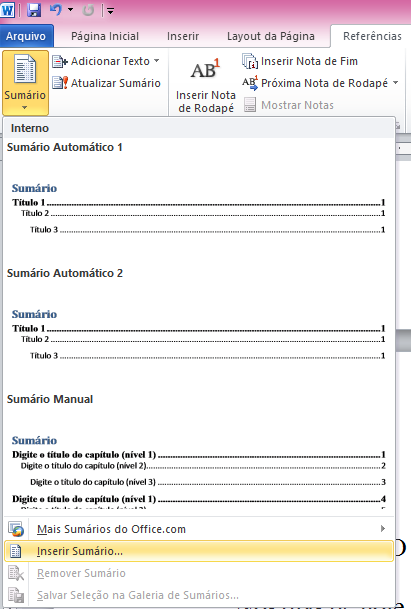 Arquivo Página Inicial Inserir Layout da Página Referências
Sumário
Adicionar Texto
Atualizar Sumário
AB1
Inserir Nota
de Rodapé
Inserir Nota de Fim
AB1 Próxima Nota de Rodapé
Mostrar Notas
Interno
Sumário Automático 1
Sumário
Título 1 1
Título 2 1
Título 3 1
Sumário Automático 2
Sumário
Título 1 1
Título 2 1
Título 3 1
Sumário Manual
Sumário
Digite o título do capítulo (nível 1) 1
Digite o título do capítulo (nível 2) 2
Digite o título do capítulo (nível 3) 3
Digite o título do capítulo (nível 1) 4
Mais Sumários do Office.com
Inserir Sumário...
Remover Sumário
Salvar Seleção na Galeria de Sumários...